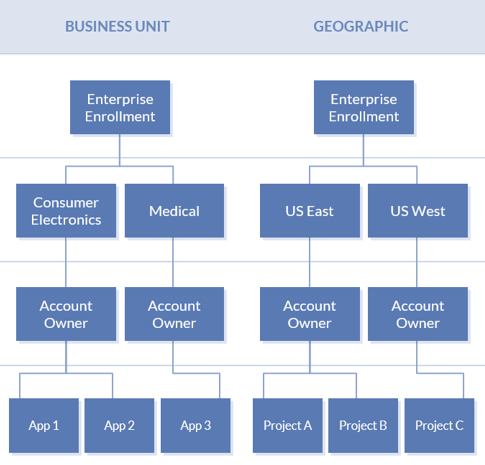 BUSINESS UNIT
GEOGRAPHIC
Enterprise
Enrollment
Enterprise
Enrollment
Consumer
Electronics
Medical
US East
US West
Account
Owner
Account
Owner
Account
Owner
Account
Owner
App 1
App 2
App 3
Project A
Project B
Project C